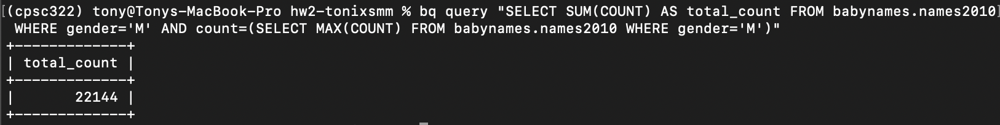 [(cpsc322) tony@Tonys-MacBook-Pro hw2-tonixsmm % bq query "SELECT SUM(COUNT) AS total_count FROM babynames.names2010]
 WHERE gender='M' AND count=(SELECT MAX(COUNT) FROM babynames.names2010 WHERE gender='M')"
+-------------+
| total_count |
+-------------+
|       22144 |
+-------------+